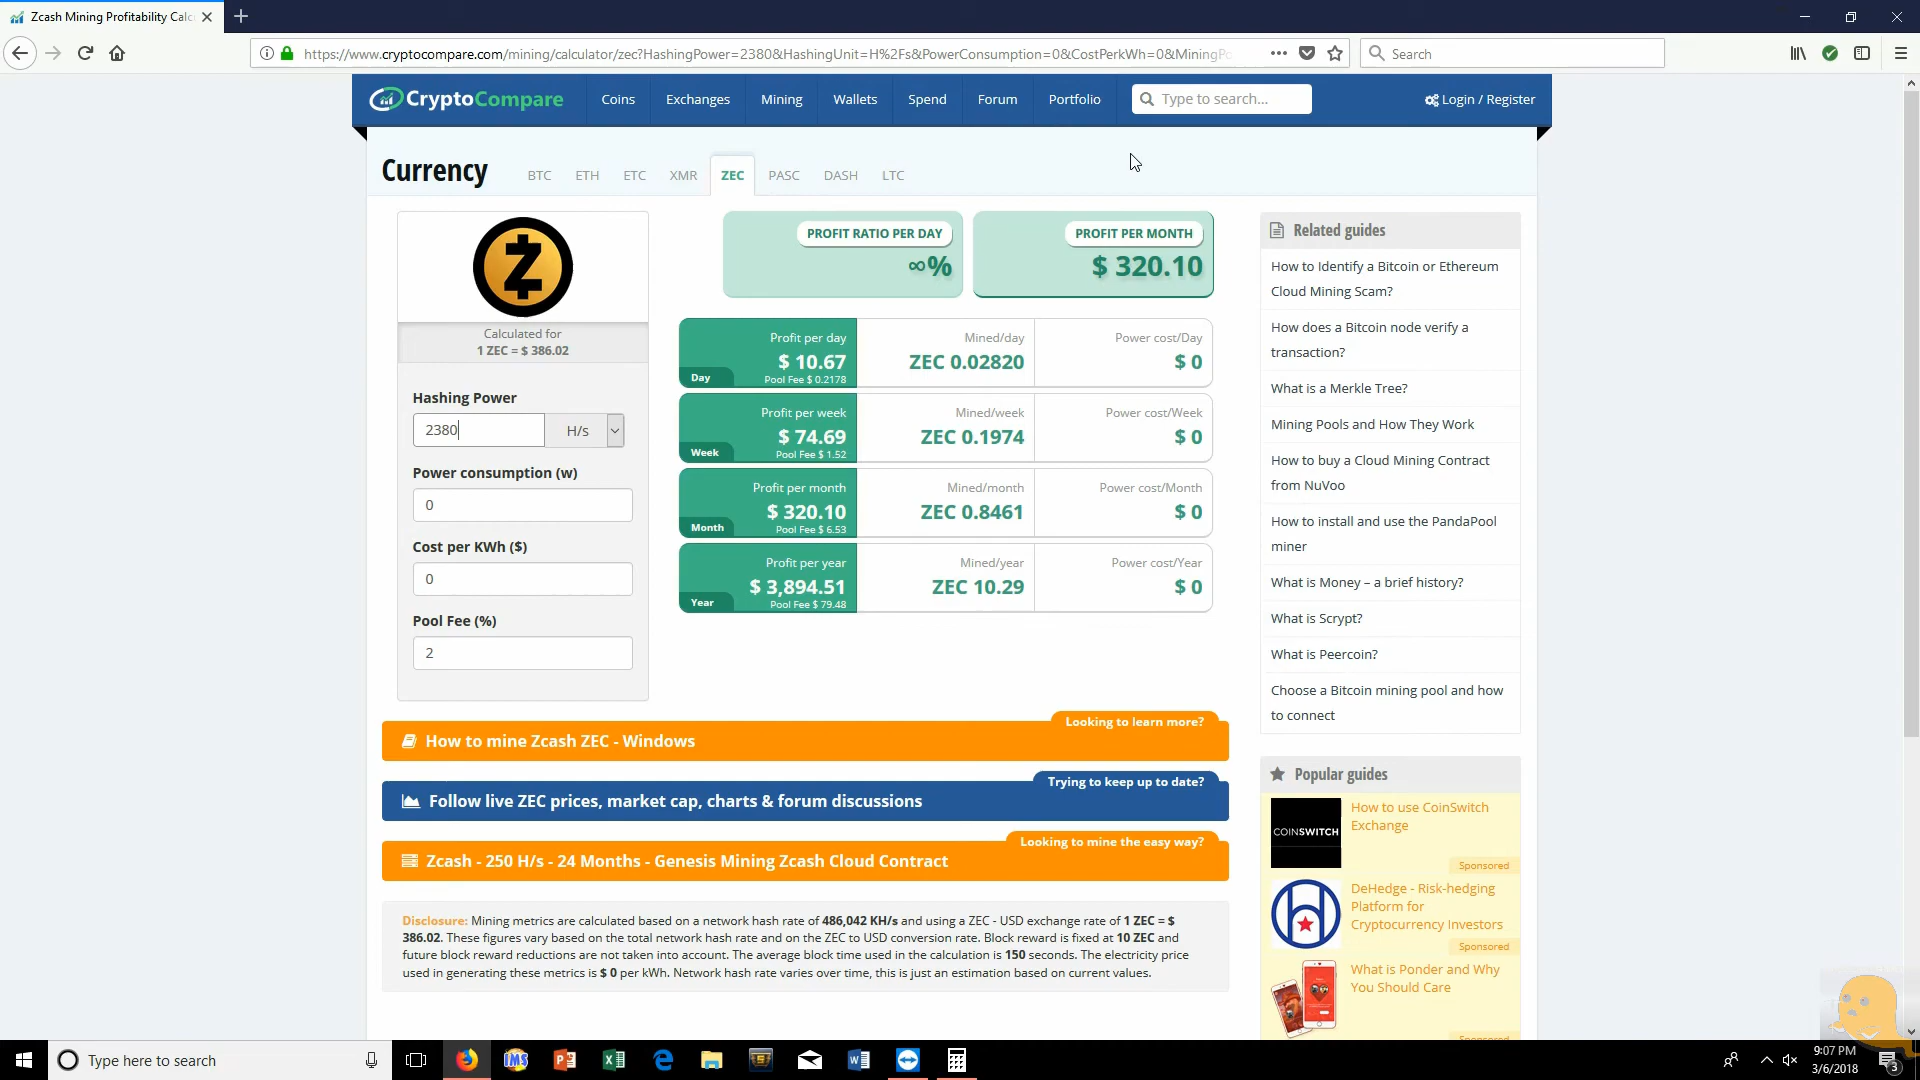 Zcash Mining Profitability Calc
https://www.cryptocompare.com/mining/calculator/zec?HashingPower=2380&HashingUnit=H%2Fs&PowerConsumption=0&CostPerkWh=0&MiningPo
Search
CryptoCompare
Coins
Exchanges
Mining
Wallets
Spend
Forum
Portfolio
Type to search...
Login / Register
Currency
BTC
ETH
ETC
XMR
ZEC
PASC
DASH
LTC
Calculated for
1 ZEC = $ 386.02
Hashing Power
2380
H/s
Power consumption (w)
0
Cost per KWh ($)
0
Pool Fee (%)
2
PROFIT RATIO PER DAY
∞%
PROFIT PER MONTH
$ 320.10
Profit per day
$ 10.67
Pool Fee $ 0.2178
Day
Mined/day
ZEC 0.02820
Power cost/Day
$ 0
Profit per week
$ 74.69
Pool Fee $ 1.52
Week
Mined/week
ZEC 0.1974
Power cost/Week
$ 0
Profit per month
$ 320.10
Pool Fee $ 6.53
Month
Mined/month
ZEC 0.8461
Power cost/Month
$ 0
Profit per year
$ 3,894.51
Pool Fee $ 79.48
Year
Mined/year
ZEC 10.29
Power cost/Year
$ 0
Looking to learn more?
How to mine Zcash ZEC - Windows
Trying to keep up to date?
Follow live ZEC prices, market cap, charts & forum discussions
Looking to mine the easy way?
Zcash - 250 H/s - 24 Months - Genesis Mining Zcash Cloud Contract
Disclosure: Mining metrics are calculated based on a network hash rate of 486,042 KH/s and using a ZEC - USD exchange rate of 1 ZEC = $
386.02. These figures vary based on the total network hash rate and on the ZEC to USD conversion rate. Block reward is fixed at 10 ZEC and
future block reward reductions are not taken into account. The average block time used in the calculation is 150 seconds. The electricity price
used in generating these metrics is $ 0 per kWh. Network hash rate varies over time, this is just an estimation based on current values.
Related guides
How to Identify a Bitcoin or Ethereum
Cloud Mining Scam?
How does a Bitcoin node verify a
transaction?
What is a Merkle Tree?
Mining Pools and How They Work
How to buy a Cloud Mining Contract
from NuVoo
How to install and use the PandaPool
miner
What is Money – a brief history?
What is Scrypt?
What is Peercoin?
Choose a Bitcoin mining pool and how
to connect
Popular guides
COINSWITCH
How to use CoinSwitch
Exchange
Sponsored
DeHedge - Risk-hedging
Platform for
Cryptocurrency Investors
Sponsored
What is Ponder and Why
You Should Care
Type here to search
IMS
9:07 PM
3/6/2018
3